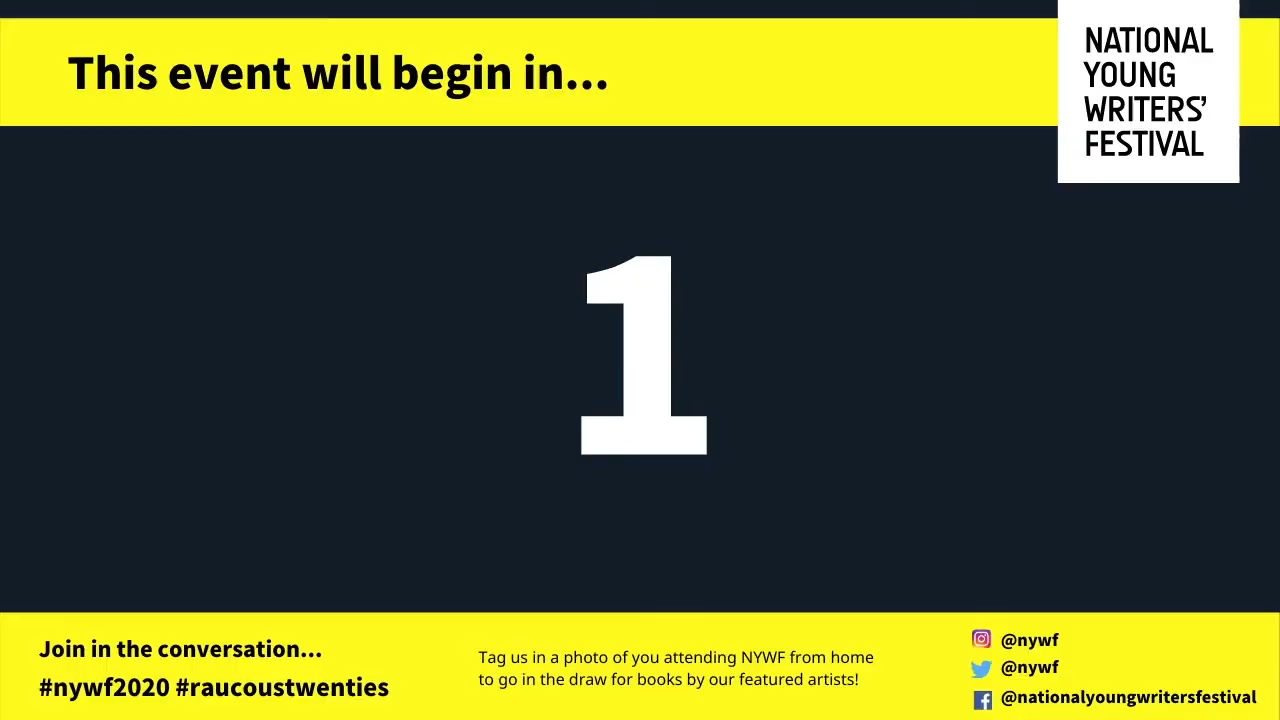 This event will begin in...
NATIONAL
YOUNG
WRITERS’
FESTIVAL
1
Join in the conversation...
#nywf2020 #raucoustwenties
Tag us in a photo of you attending NYWF from home
to go in the draw for books by our featured artists!
@nywf
@nywf
@nationalyoungwritersfestival